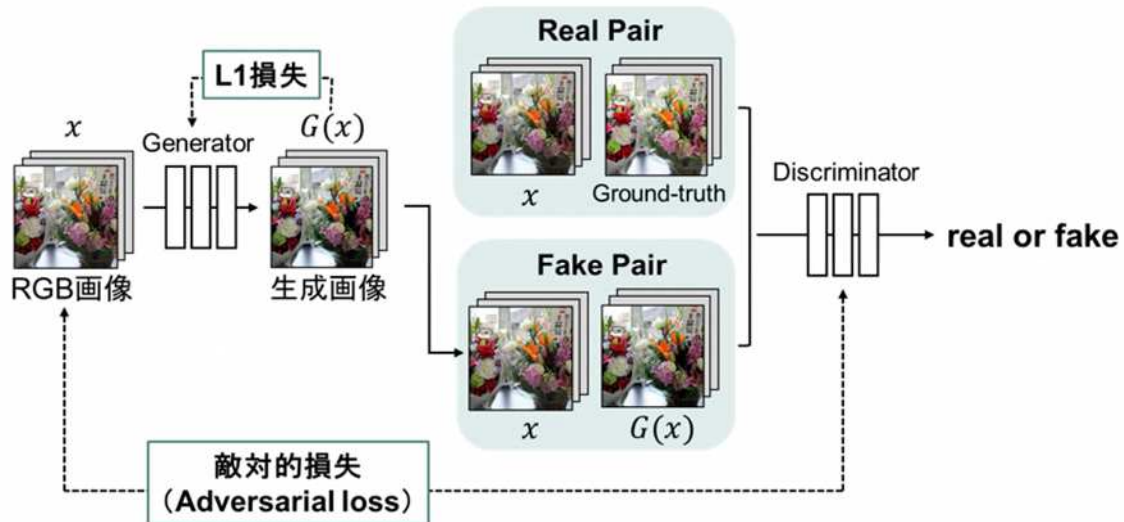 L1損失
x
Generator
G(x)
RGB画像
生成画像
Real Pair
x
Ground-truth
Fake Pair
x
G(x)
Discriminator
real or fake
敵対的損失
（Adversarial loss）